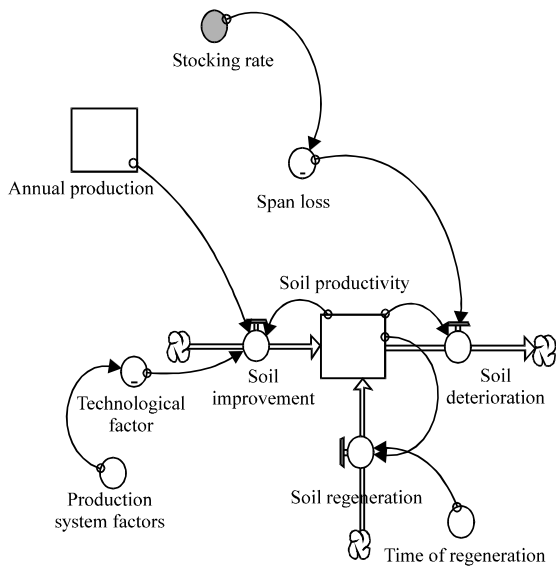 Stocking rate
Annual production
Span loss
Soil productivity
Soil
improvement
Soil
deterioration
Technological
factor
Production
system factors
Soil regeneration
Time of regeneration